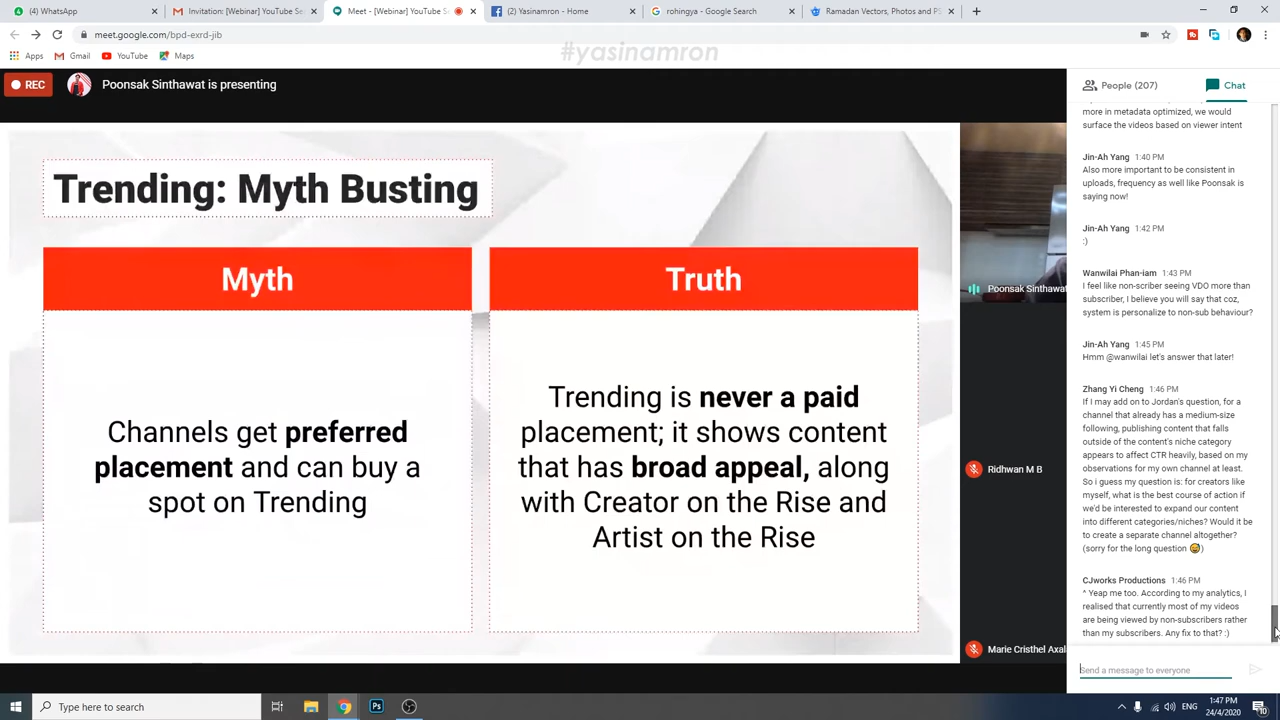 (4) WhatsApp
Invitation: [Webinar] YouTube S
Meet - [Webinar] YouTube S
(2) Yasinamron - Home
rohingya - Google Search
Ramadan Vectors, Photos and PS
meet.google.com/bpd-exrd-jib
Apps
Gmail
YouTube
Maps
#yasinamron
REC
Poonsak Sinthawat is presenting
People (207)
Chat
Trending: Myth Busting
Myth
Channels get preferred
placement and can buy a
spot on Trending
Truth
Trending is never a paid
placement; it shows content
that has broad appeal, along
with Creator on the Rise and
Artist on the Rise
Poonsak Sinthawat
Ridhwan M B
Marie Cristhel Axal
more in metadata optimized, we would
surface the videos based on viewer intent
Jin-Ah Yang 1:40 PM
Also more important to be consistent in
uploads, frequency as well like Poonsak is
saying now!
Jin-Ah Yang 1:42 PM
:)
Wanwilai Phan-iam 1:43 PM
I feel like non-scriber seeing VDO more than
subscriber, I believe you will say that coz,
system is personalize to non-sub behaviour?
Jin-Ah Yang 1:45 PM
Hmm @wanwilai let's answer that later!
Zhang Yi Cheng 1:46 PM
If I may add on to Jordan's question, for a
channel that already has a medium-size
following, publishing content that falls
outside of the content's niche category
appears to affect CTR heavily, based on my
observations for my own channel at least.
So i guess my question is: for creators like
myself, what is the best course of action if
we'd be interested to expand our content
into different categories/niches? Would it be
to create a separate channel altogether?
(sorry for the long question 😅)
CJworks Productions 1:46 PM
^ Yeap me too. According to my analytics, I
realised that currently most of my videos
are being viewed by non-subscribers rather
than my subscribers. Any fix to that? :)
Send a message to everyone
Type here to search
Ps
ENG
1:47 PM
24/4/2020
10